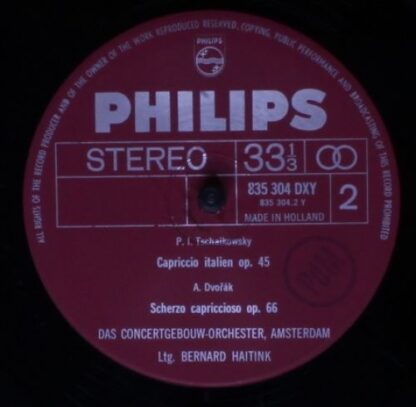 ALL RIGHTS OF THE RECORD PRODUCER AND OF THE OWNER OF THE WORK REPRODUCED RESERVED. COPYING, PUBLIC PERFORMANCE AND BROADCASTING OF THIS RECORD PROHIBITED
PHILIPS
PHILIPS
STEREO 33 1/3
835 304 DXY
835 304.2 Y
2
MADE IN HOLLAND
P. I. Tschaikowsky
Capriccio italien op. 45
A. Dvořák
Scherzo capriccioso op. 66
DAS CONCERTGEBOUW-ORCHESTER, AMSTERDAM
Ltg. BERNARD HAITINK